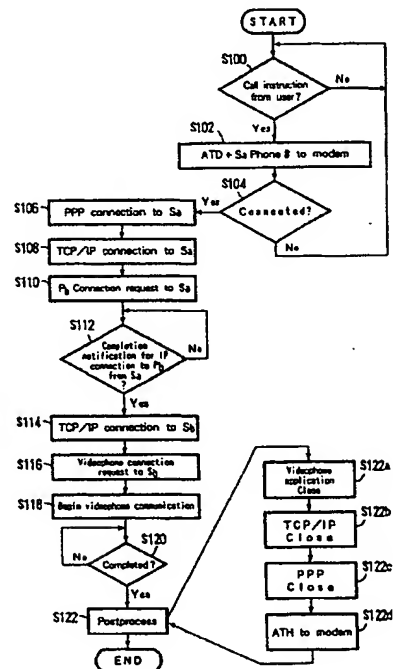 START
S100
Call instruction
from user?
No
Yes
S102
ATD + Sa Phone # to modem
S104
Connected?
Yes
No
S106
PPP connection to Sa
S108
TCP/IP connection to Sa
S110
Pb Connection request to Sa
S112
Completion
notification for IP
connection to Pb
from Sa
?
No
Yes
S114
TCP/IP connection to Sb
S116
Videophone connection
request to Sb
S118
Begin videophone communication
S120
Completed?
No
Yes
S122
Postprocess
END
S122a
Videophone
application
Close
S122b
TCP/IP
Close
S122c
PPP
Close
S122d
ATH to modem